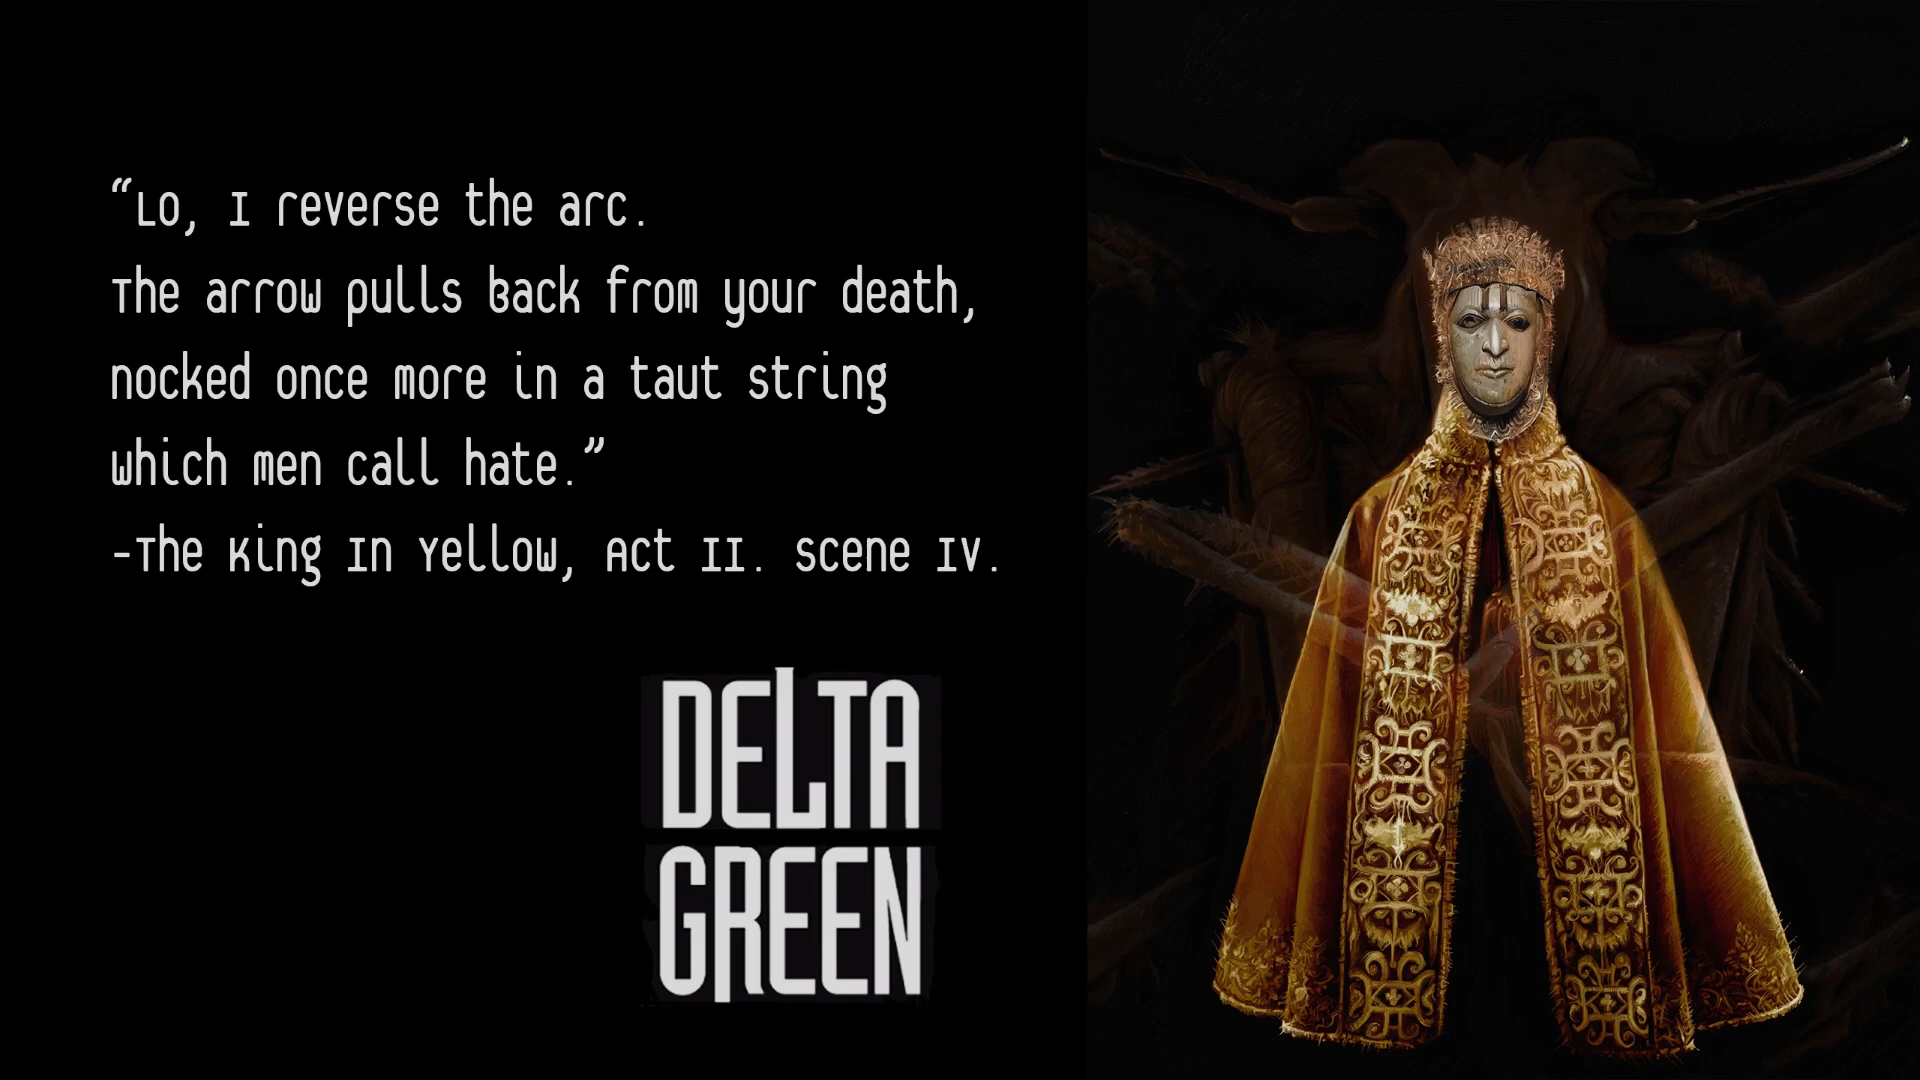 “Lo, I reverse the arc.
The arrow pulls back from your death,
nocked once more in a taut string
which men call hate.”
-The King In Yellow, Act II. scene IV.
DELTA
GREEN